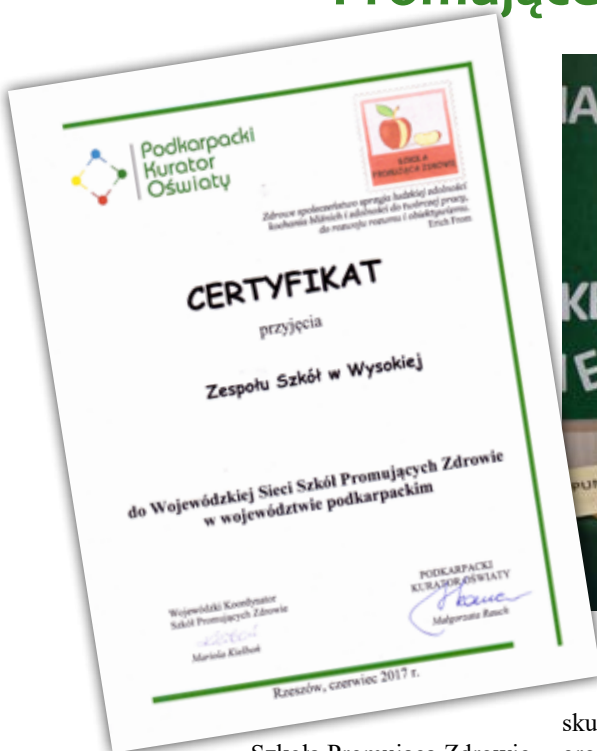 Podkarpacki
Kurator
Oświaty
SZKOŁA
PROMUJĄCA ZDROWIE
Zdrowe społeczeństwo sprzyja ludzkiej zdolności
kochania bliźnich i zdolności do twórczej pracy,
do rozwoju rozumu i obiektywizmu.
Erich From
CERTYFIKAT
przyjęcia
Zespołu Szkół w Wysokiej
do Wojewódzkiej Sieci Szkół Promujących Zdrowie
w województwie podkarpackim
Wojewódzki Koordynator
Szkół Promujących Zdrowie
Mariola Kiełboń
PODKARPACKI
KURATOR OŚWIATY
Małgorzata Rauch
Rzeszów, czerwiec 2017 r.
sku
Szkoła Promująca Zdrowie